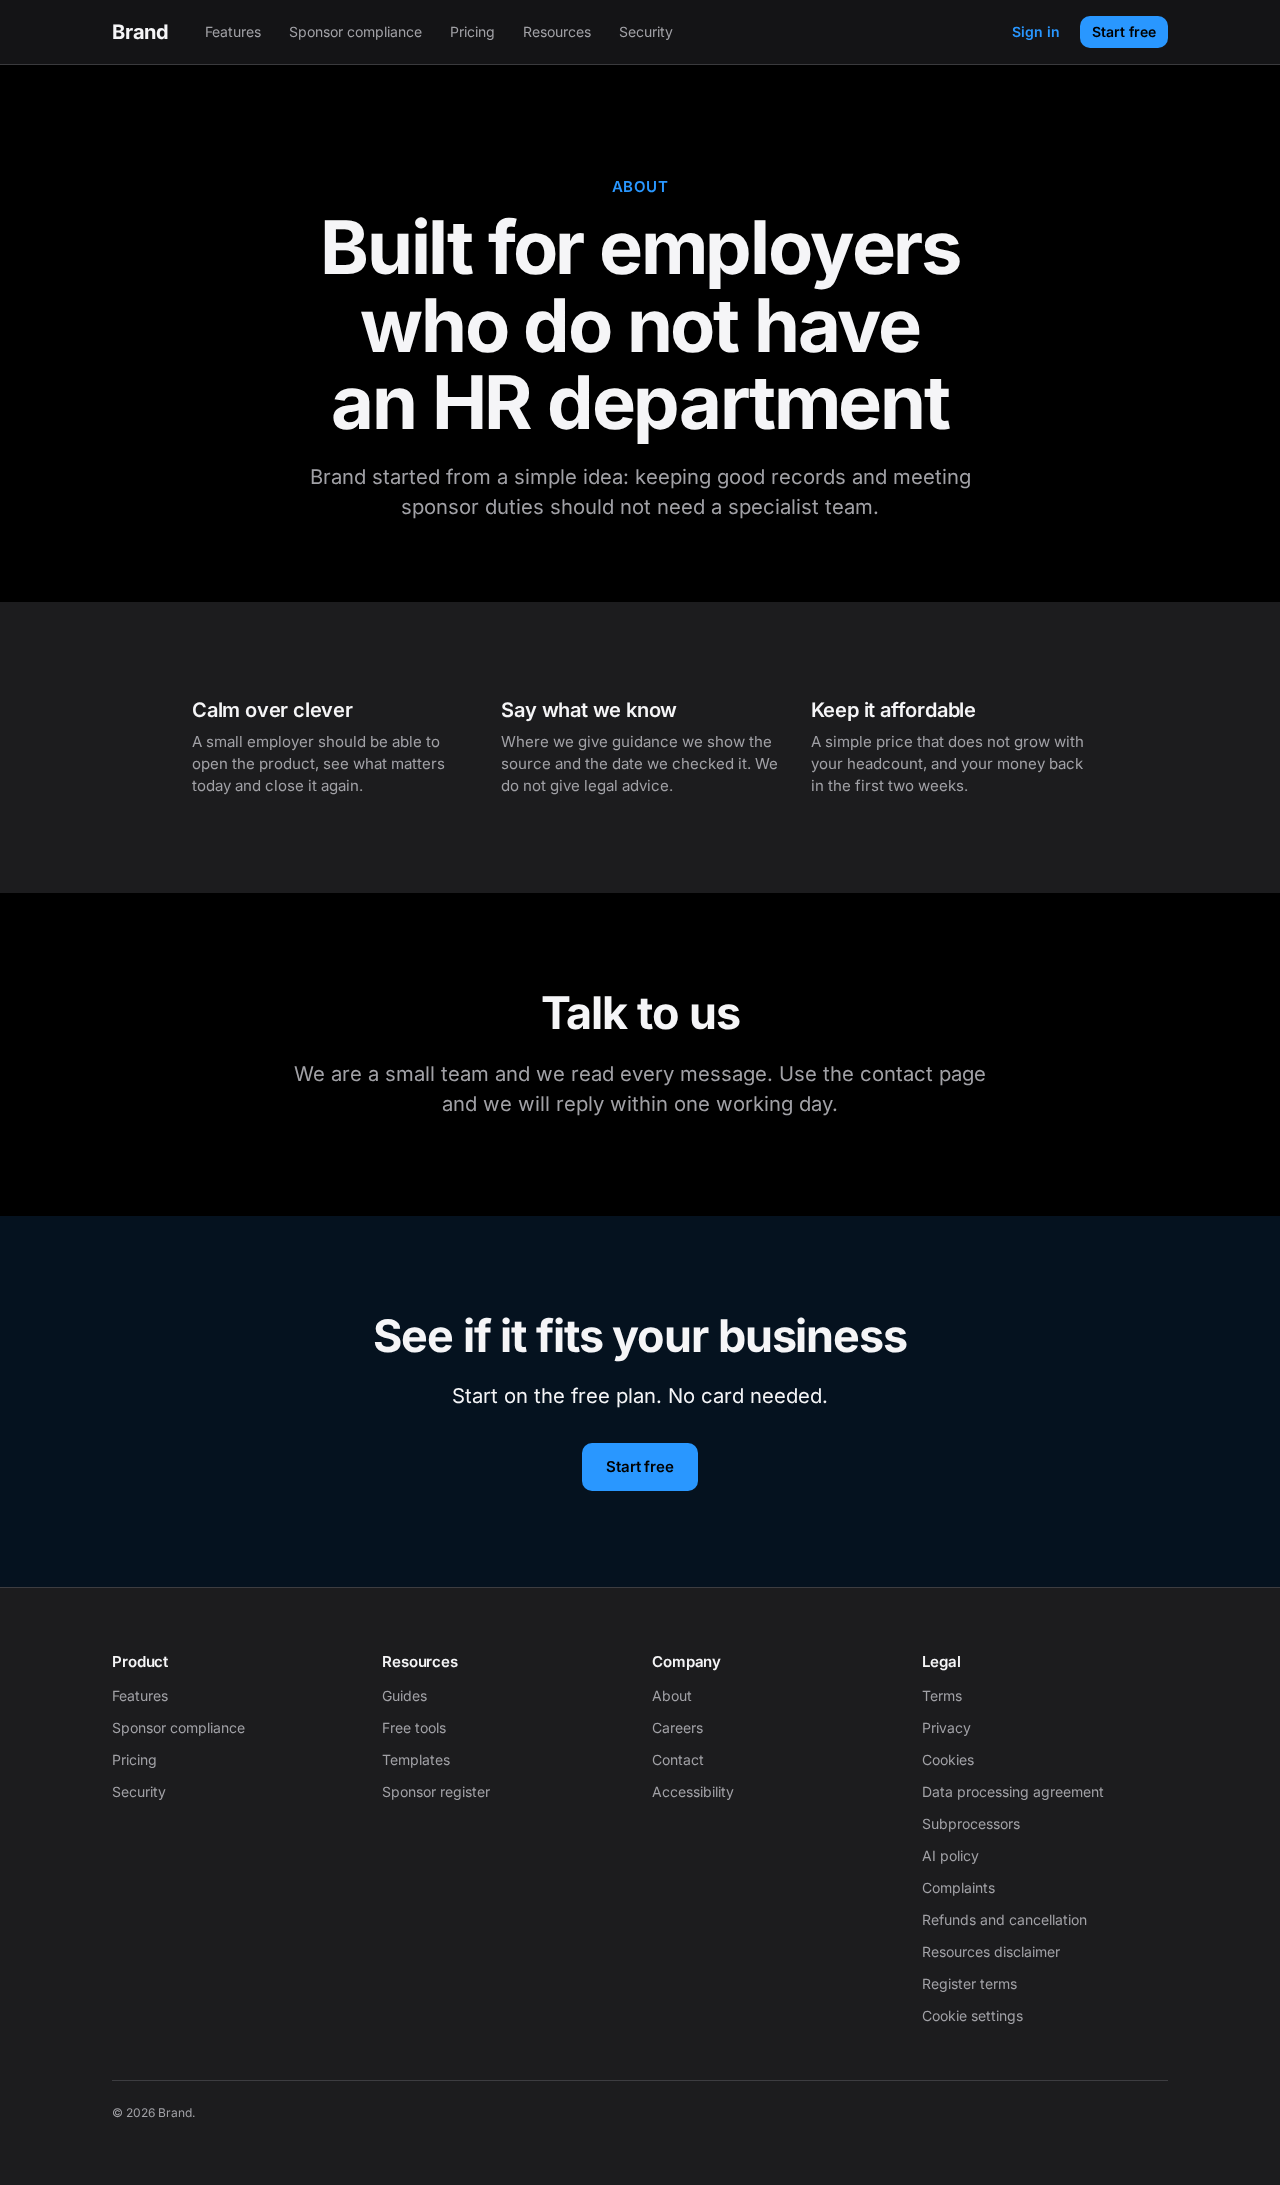 Brand
Features
Sponsor compliance
Pricing
Resources
Security
Sign in
Start free
ABOUT
Built for employers
who do not have
an HR department
Brand started from a simple idea: keeping good records and meeting
sponsor duties should not need a specialist team.
Calm over clever
A small employer should be able to
open the product, see what matters
today and close it again.
Say what we know
Where we give guidance we show the
source and the date we checked it. We
do not give legal advice.
Keep it affordable
A simple price that does not grow with
your headcount, and your money back
in the first two weeks.
Talk to us
We are a small team and we read every message. Use the contact page
and we will reply within one working day.
See if it fits your business
Start on the free plan. No card needed.
Start free
Product
Features
Sponsor compliance
Pricing
Security
Resources
Guides
Free tools
Templates
Sponsor register
Company
About
Careers
Contact
Accessibility
Legal
Terms
Privacy
Cookies
Data processing agreement
Subprocessors
AI policy
Complaints
Refunds and cancellation
Resources disclaimer
Register terms
Cookie settings
© 2026 Brand.